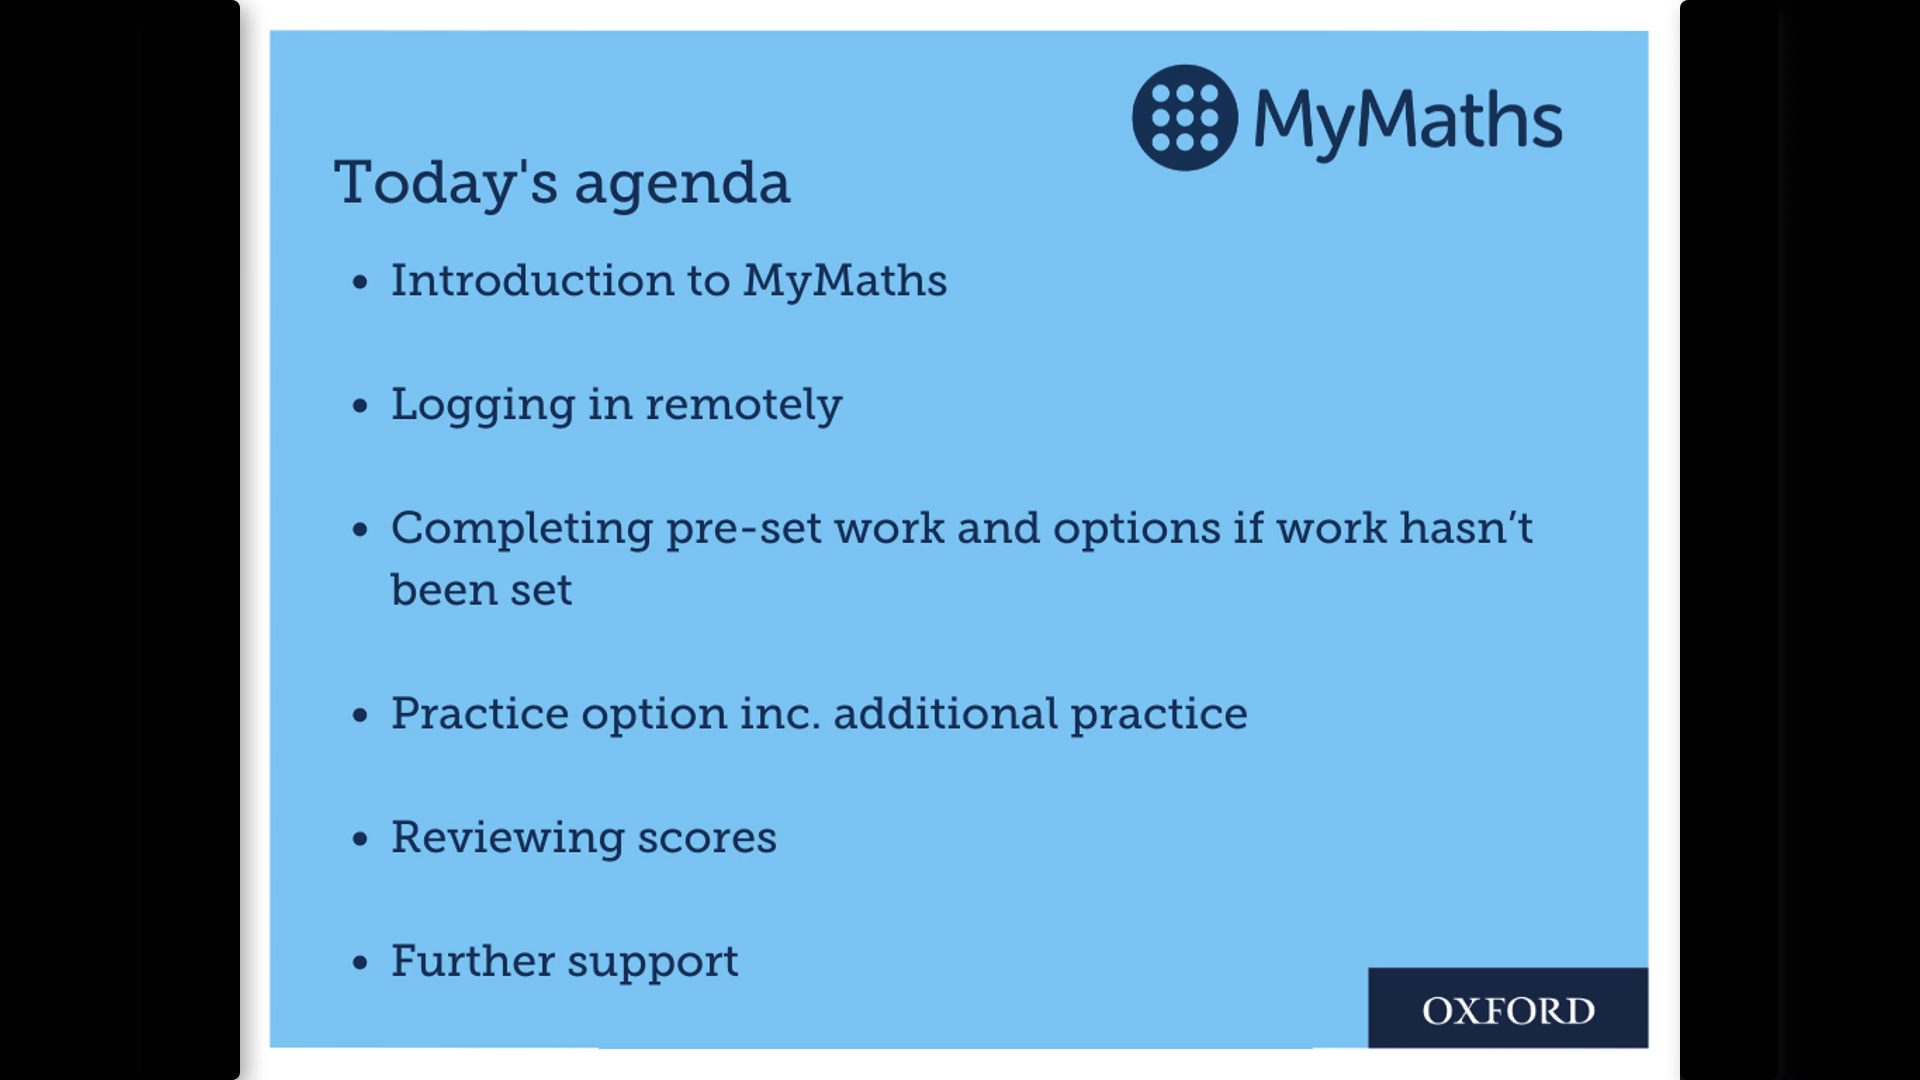 MyMaths
Today's agenda
• Introduction to MyMaths
• Logging in remotely
• Completing pre-set work and options if work hasn’t
been set
• Practice option inc. additional practice
• Reviewing scores
• Further support
OXFORD